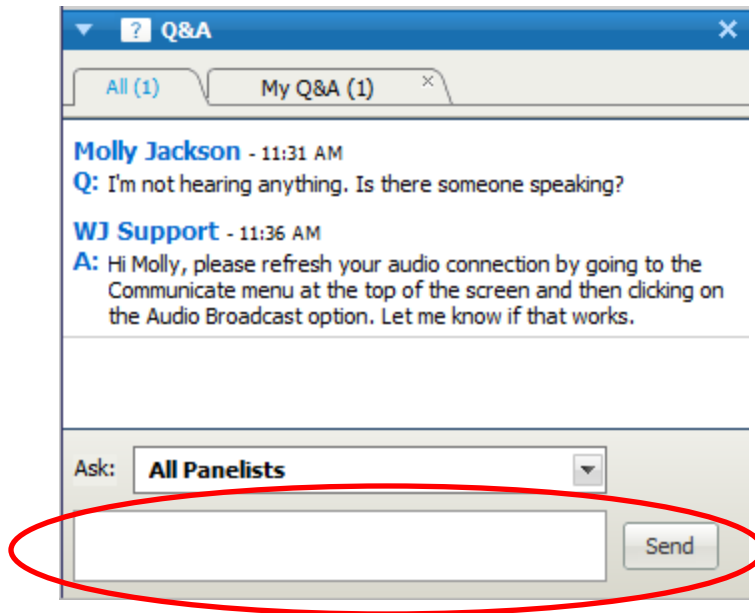 ? Q&A
All (1) My Q&A (1)
Molly Jackson - 11:31 AM
Q: I'm not hearing anything. Is there someone speaking?
WJ Support - 11:36 AM
A: Hi Molly, please refresh your audio connection by going to the
Communicate menu at the top of the screen and then clicking on
the Audio Broadcast option. Let me know if that works.
Ask: All Panelists
Send